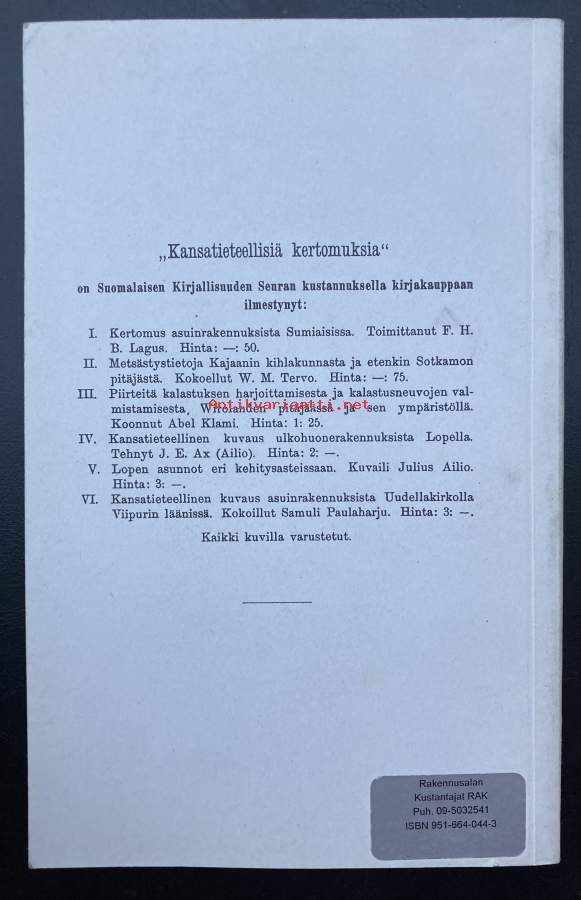 „Kansatieteellisiä kertomuksia“
on Suomalaisen Kirjallisuuden Seuran kustannuksella kirjakauppaan
ilmestynyt:
I. Kertomus asuinrakennuksista Sumiaisissa. Toimittanut F. H.
B. Lagus. Hinta: —: 50.
II. Metsästystietoja Kajaanin kihlakunnasta ja etenkin Sotkamon
pitäjästä. Kokoellut W. M. Tervo. Hinta: —: 75.
III. Piirteitä kalastuksen harjoittamisesta ja kalastusneuvojen val-
mistamisesta, Wirolahden pitäjässä ja sen ympäristöllä.
Antikvariaatti.net
Koonnut Abel Klami. Hinta: 1: 25.
IV. Kansatieteellinen kuvaus ulkohuonerakennuksista Lopella.
Tehnyt J. E. Ax (Ailio). Hinta: 2: —.
V. Lopen asunnot eri kehitysasteissaan. Kuvaili Julius Ailio.
Hinta: 3: —.
VI. Kansatieteellinen kuvaus asuinrakennuksista Uudellakirkolla
Viipurin läänissä. Kokoillut Samuli Paulaharju. Hinta: 3: —.
Kaikki kuvilla varustetut.
Rakennusalan
Kustantajat RAK
Puh. 09-5032541
ISBN 951-664-044-3